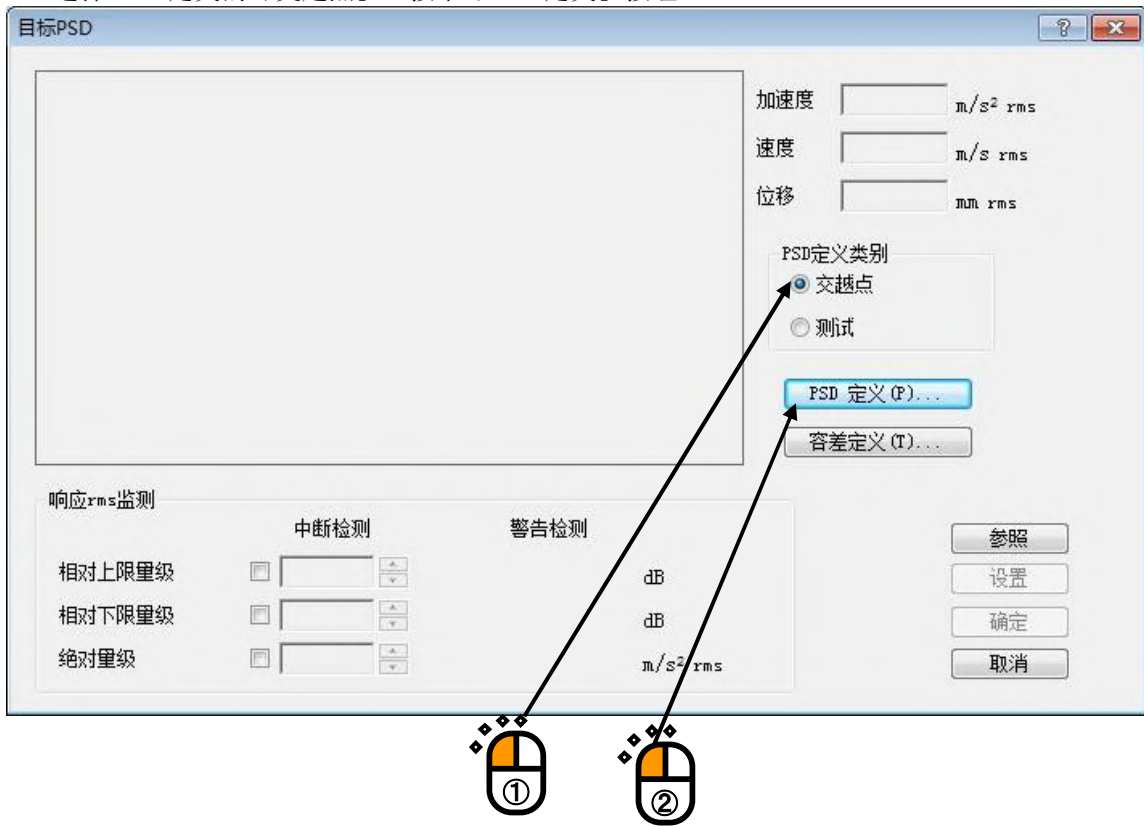 目标PSD
加速度 m/s² rms
速度 m/s rms
位移 mm rms
PSD定义类别
交越点
测试
PSD 定义(P)...
容差定义(T)...
响应rms监测
中断检测 警告检测
相对上限量级 dB
相对下限量级 dB
绝对量级 m/s² rms
参照
设置
确定
取消
① ②